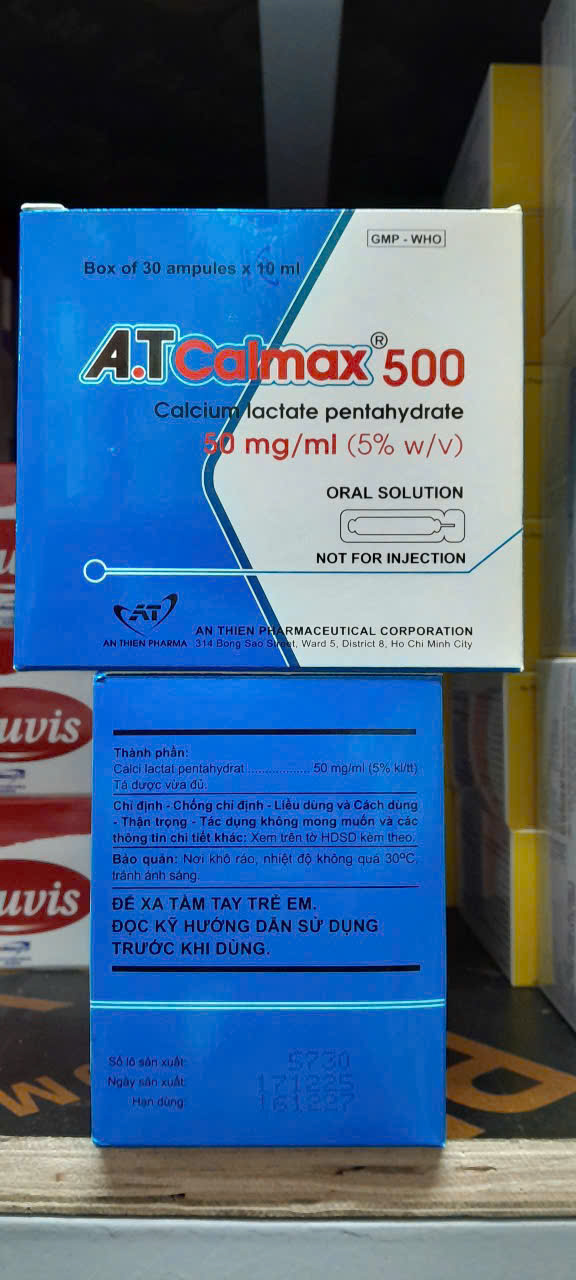 GMP - WHO
Box of 30 ampules x 10 ml
A.T Calmax® 500
Calcium lactate pentahydrate
50 mg/ml (5% w/v)
ORAL SOLUTION
NOT FOR INJECTION
AT
AN THIEN PHARMA
AN THIEN PHARMACEUTICAL CORPORATION
314 Bong Sao Street, Ward 5, District 8, Ho Chi Minh City
uvis
uvis
Thành phần:
Calci lactat pentahydrat.................... 50 mg/ml (5% kl/tt)
Tá dược vừa đủ.
Chỉ định - Chống chỉ định - Liều dùng và Cách dùng
- Thận trọng - Tác dụng không mong muốn và các
thông tin chi tiết khác: Xem trên tờ HDSD kèm theo.
Bảo quản: Nơi khô ráo, nhiệt độ không quá 30ºC,
tránh ánh sáng.
ĐỂ XA TẦM TAY TRẺ EM.
ĐỌC KỸ HƯỚNG DẪN SỬ DỤNG
TRƯỚC KHI DÙNG.
Số lô sản xuất: 5730
Ngày sản xuất: 171225
Hạn dùng: 161227